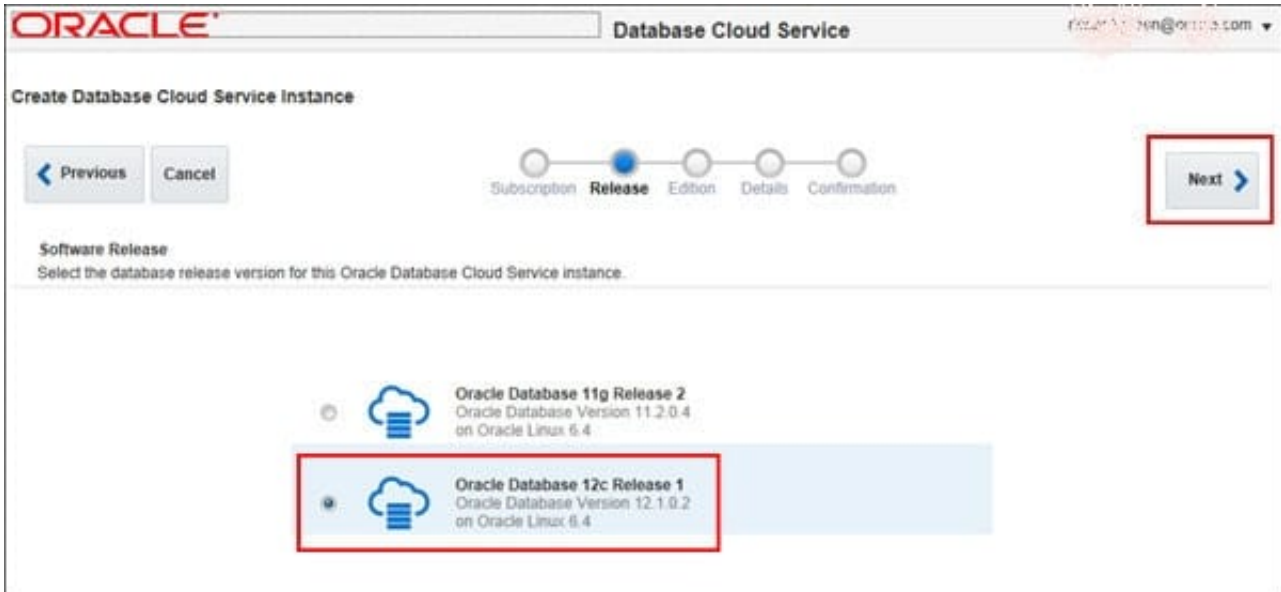 ORACLE
Database Cloud Service
Create Database Cloud Service Instance
Previous
Cancel
Subscription
Release
Edition
Details
Confirmation
Next
Software Release
Select the database release version for this Oracle Database Cloud Service instance.
Oracle Database 11g Release 2
Oracle Database Version 11.2.0.4
on Oracle Linux 6.4
Oracle Database 12c Release 1
Oracle Database Version 12.1.0.2
on Oracle Linux 6.4